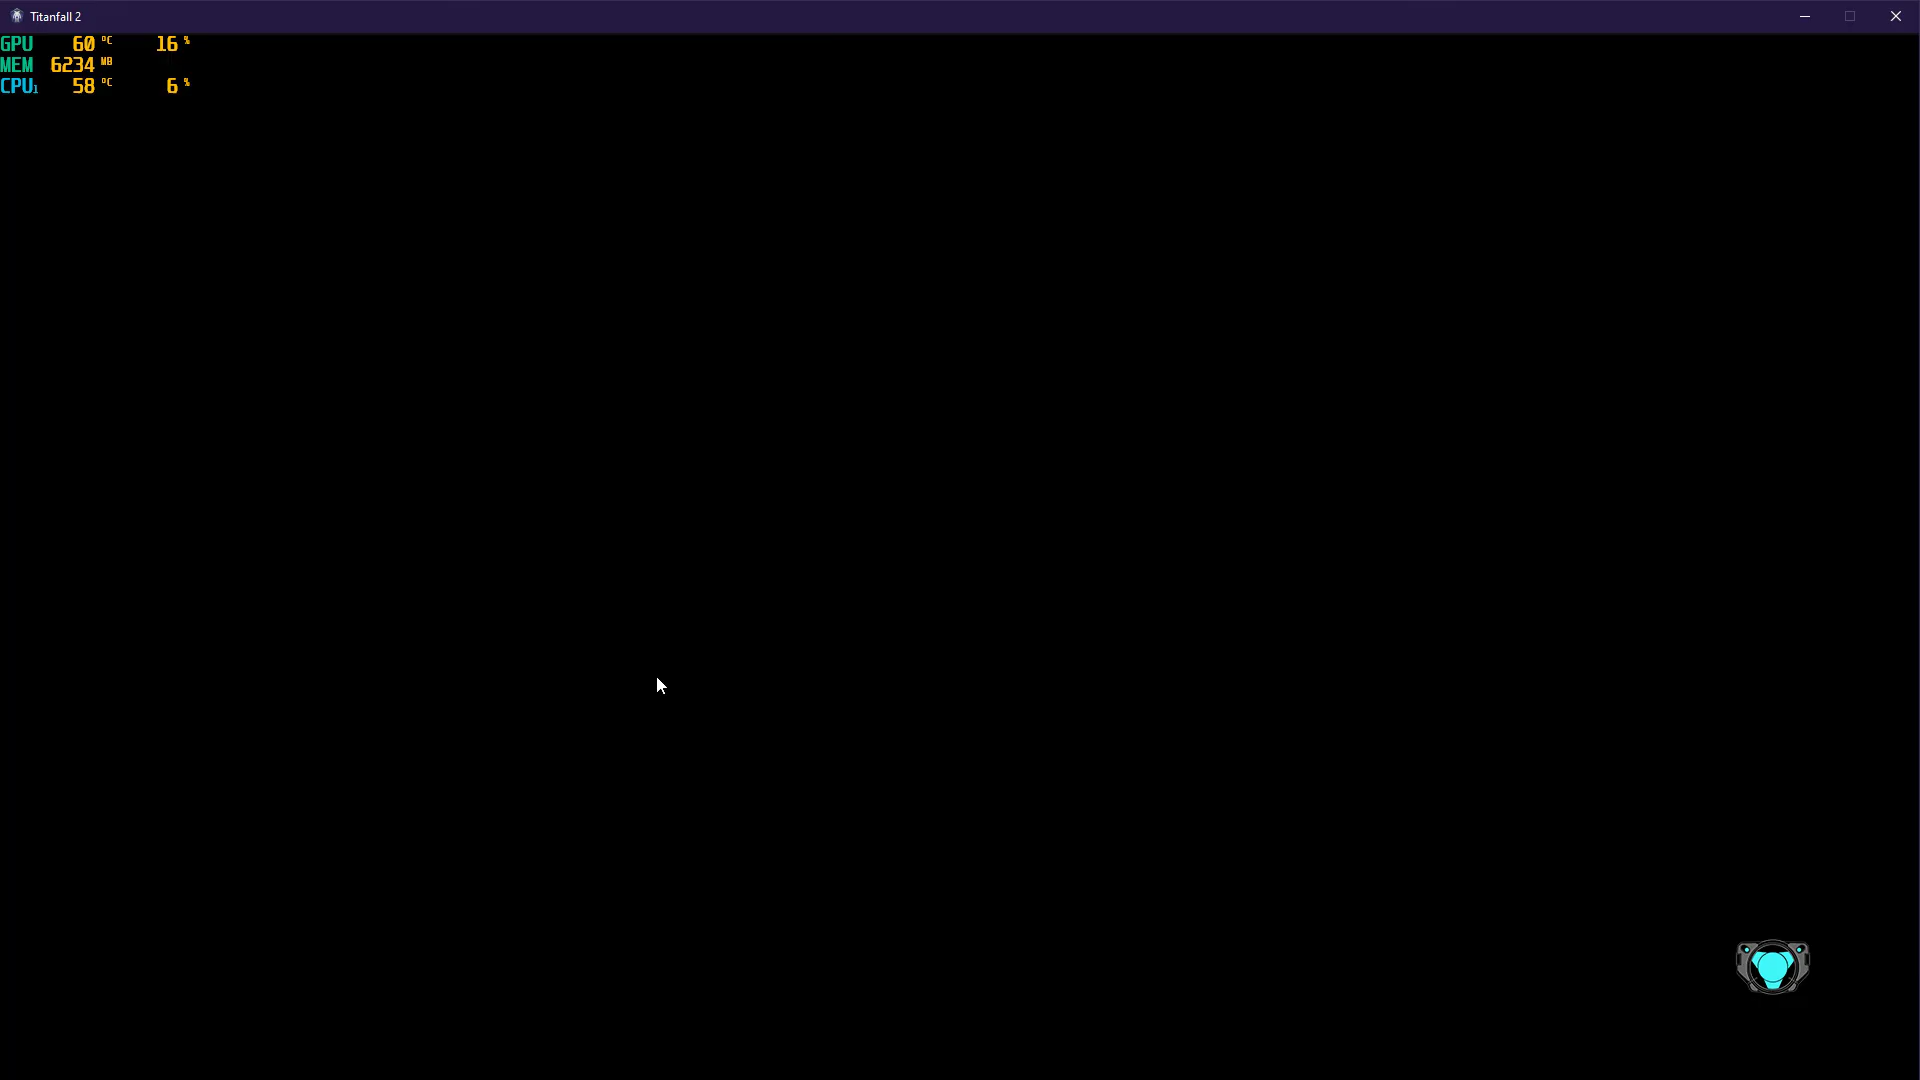 Titanfall 2
GPU 60 °C 16 %
MEM 6234 MB
CPU1 58 °C 6 %